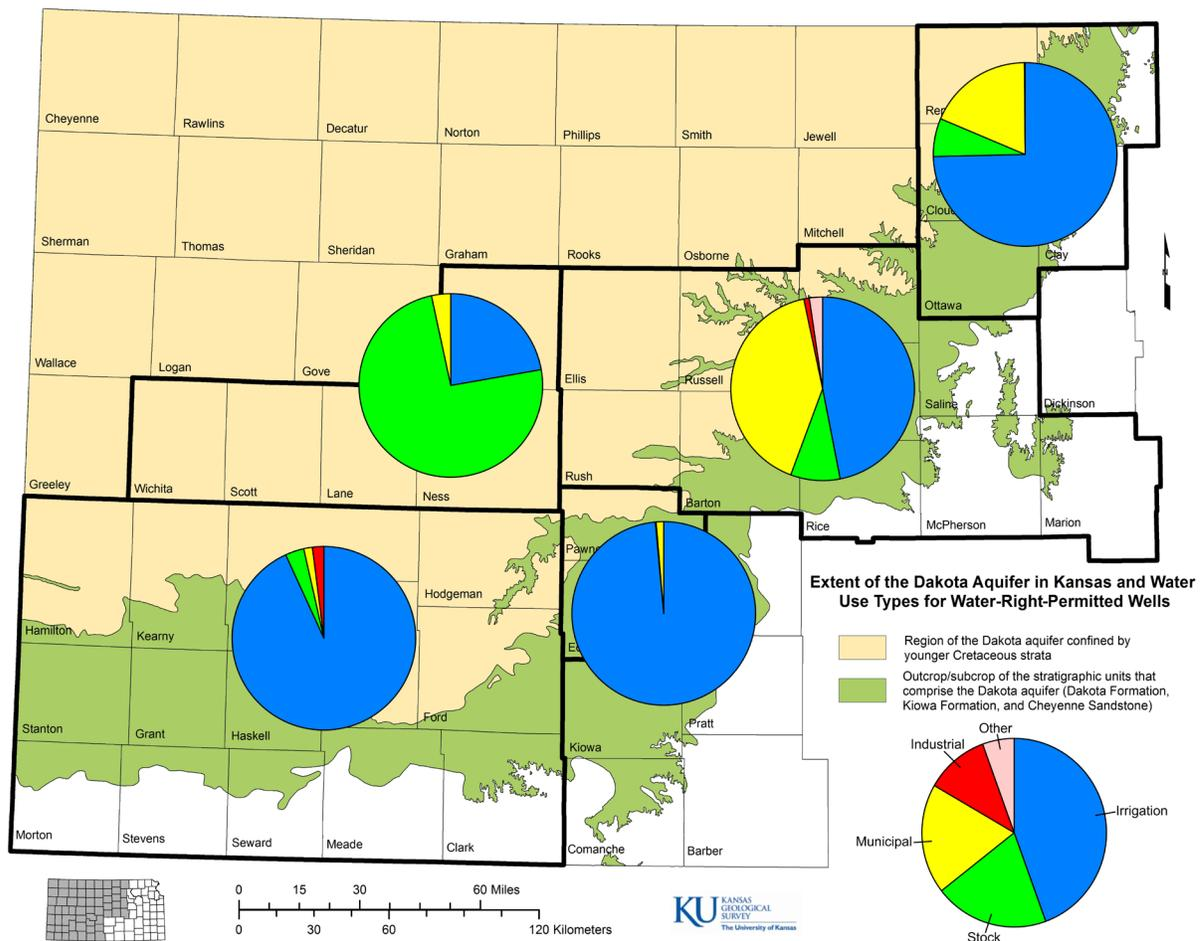 Cheyenne
Rawlins
Decatur
Norton
Phillips
Smith
Jewell
Rep
Sherman
Thomas
Sheridan
Graham
Rooks
Osborne
Mitchell
Cloud
Clay
Wallace
Logan
Gove
Ellis
Russell
Ottawa
Saline
Dickinson
Greeley
Wichita
Scott
Lane
Ness
Rush
Barton
Rice
McPherson
Marion
Hamilton
Kearny
Hodgeman
Pawne
Ed
Stanton
Grant
Haskell
Ford
Kiowa
Pratt
Morton
Stevens
Seward
Meade
Clark
Comanche
Barber
Extent of the Dakota Aquifer in Kansas and Water
Use Types for Water-Right-Permitted Wells
Region of the Dakota aquifer confined by
younger Cretaceous strata
Outcrop/subcrop of the stratigraphic units that
comprise the Dakota aquifer (Dakota Formation,
Kiowa Formation, and Cheyenne Sandstone)
Other
Industrial
Irrigation
Municipal
Stock
0 15 30 60 Miles
0 30 60 120 Kilometers
KU KANSAS
GEOLOGICAL
SURVEY
The University of Kansas